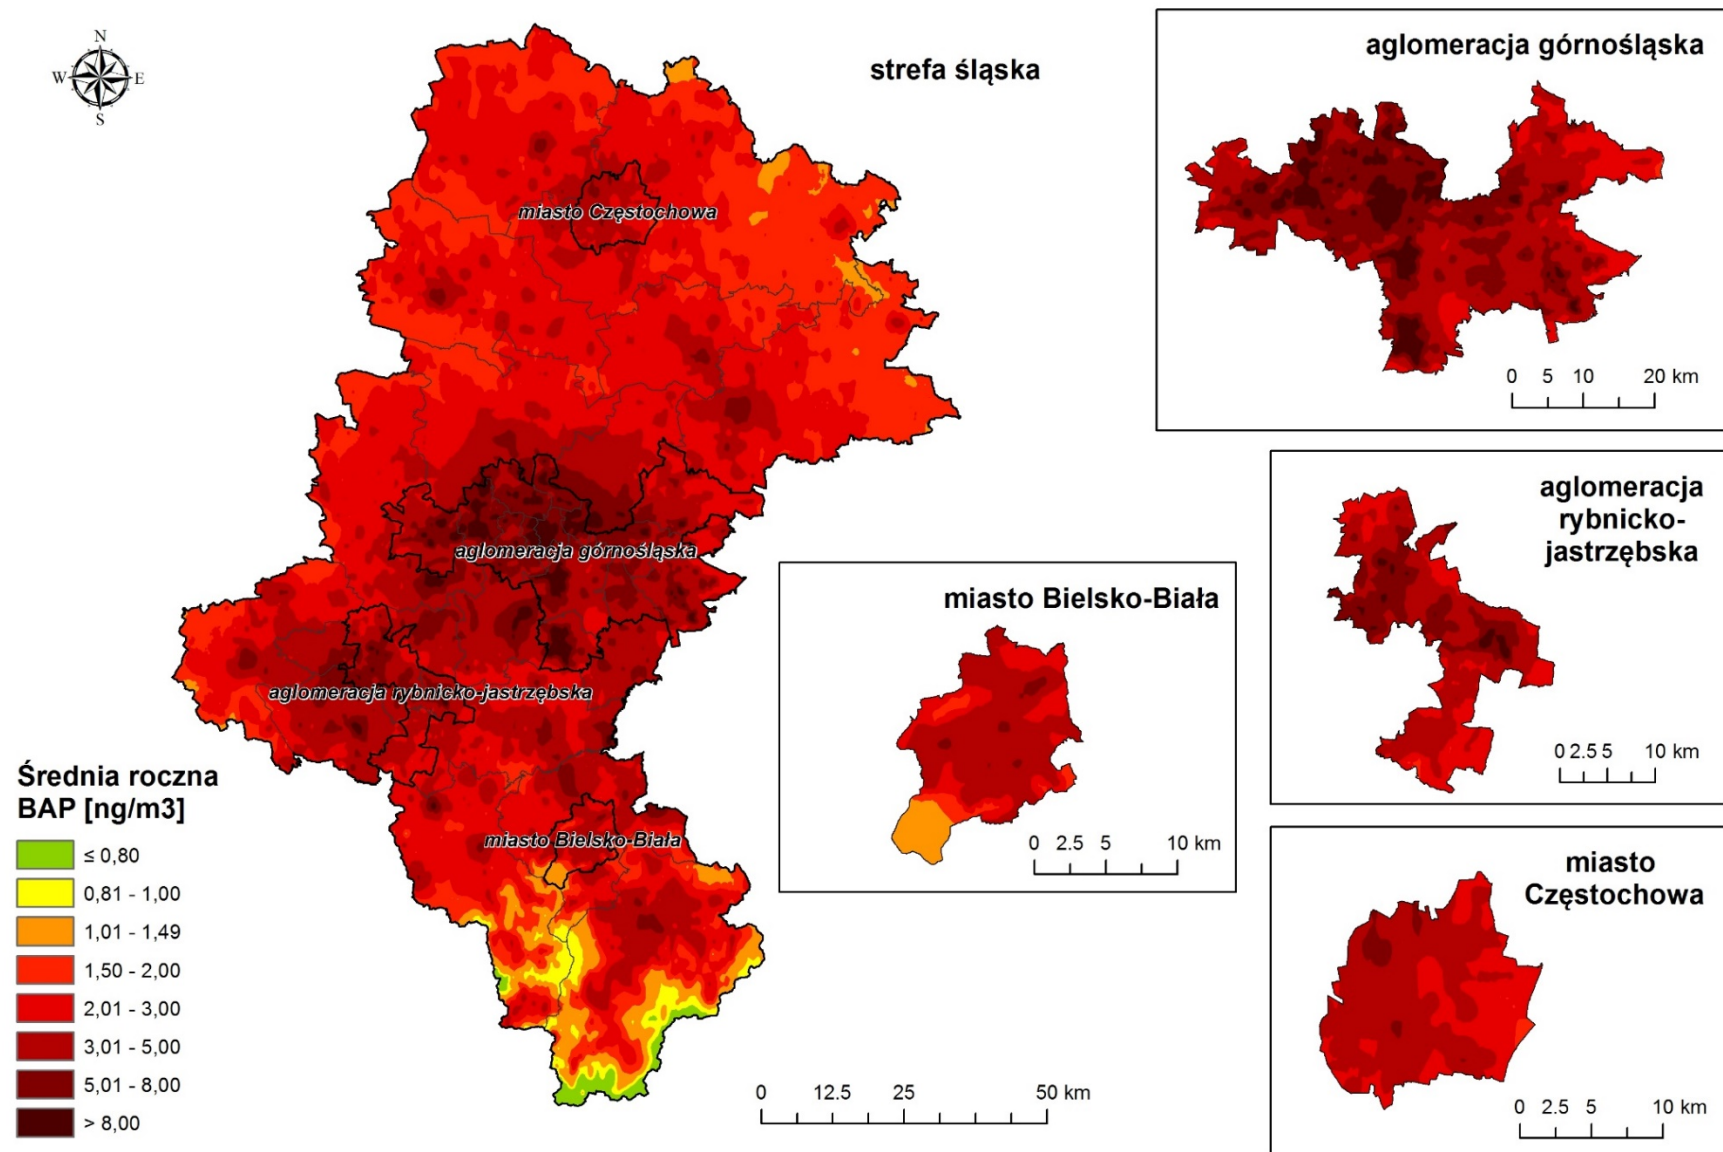 N
W E
S
strefa śląska
miasto Częstochowa
aglomeracja górnośląska
aglomeracja rybnicko-jastrzębska
miasto Bielsko-Biała
Średnia roczna
BAP [ng/m3]
≤ 0,80
0,81 - 1,00
1,01 - 1,49
1,50 - 2,00
2,01 - 3,00
3,01 - 5,00
5,01 - 8,00
> 8,00
0 12.5 25 50 km
aglomeracja górnośląska
0 5 10 20 km
aglomeracja
rybnicko-
jastrzębska
0 2.5 5 10 km
miasto Bielsko-Biała
0 2.5 5 10 km
miasto
Częstochowa
0 2.5 5 10 km